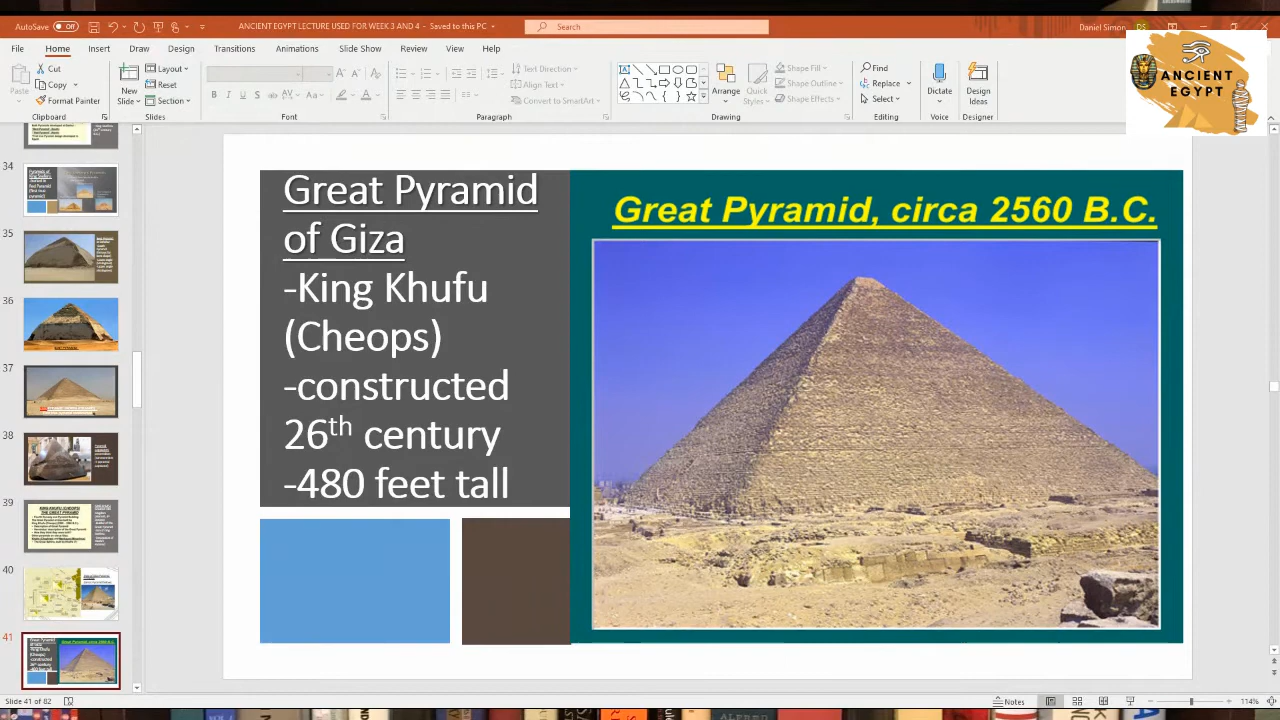 AutoSave Off
ANCIENT EGYPT LECTURE USED FOR WEEK 3 AND 4 - Saved to this PC
Search
Daniel Simon
File Home Insert Draw Design Transitions Animations Slide Show Review View Help
Paste
Cut
Copy
Format Painter
Clipboard
New Slide
Layout
Reset
Section
Slides
Font
Text Direction
Align Text
Convert to SmartArt
Paragraph
Arrange
Quick Styles
Shape Fill
Shape Outline
Shape Effects
Drawing
Find
Replace
Select
Editing
Dictate
Voice
Design Ideas
Designer
ANCIENT
EGYPT
34
35
36
37
38
39
40
41
Great Pyramid
of Giza
-King Khufu
(Cheops)
-constructed
26th century
-480 feet tall
Great Pyramid, circa 2560 B.C.
Slide 41 of 82
Notes
114%